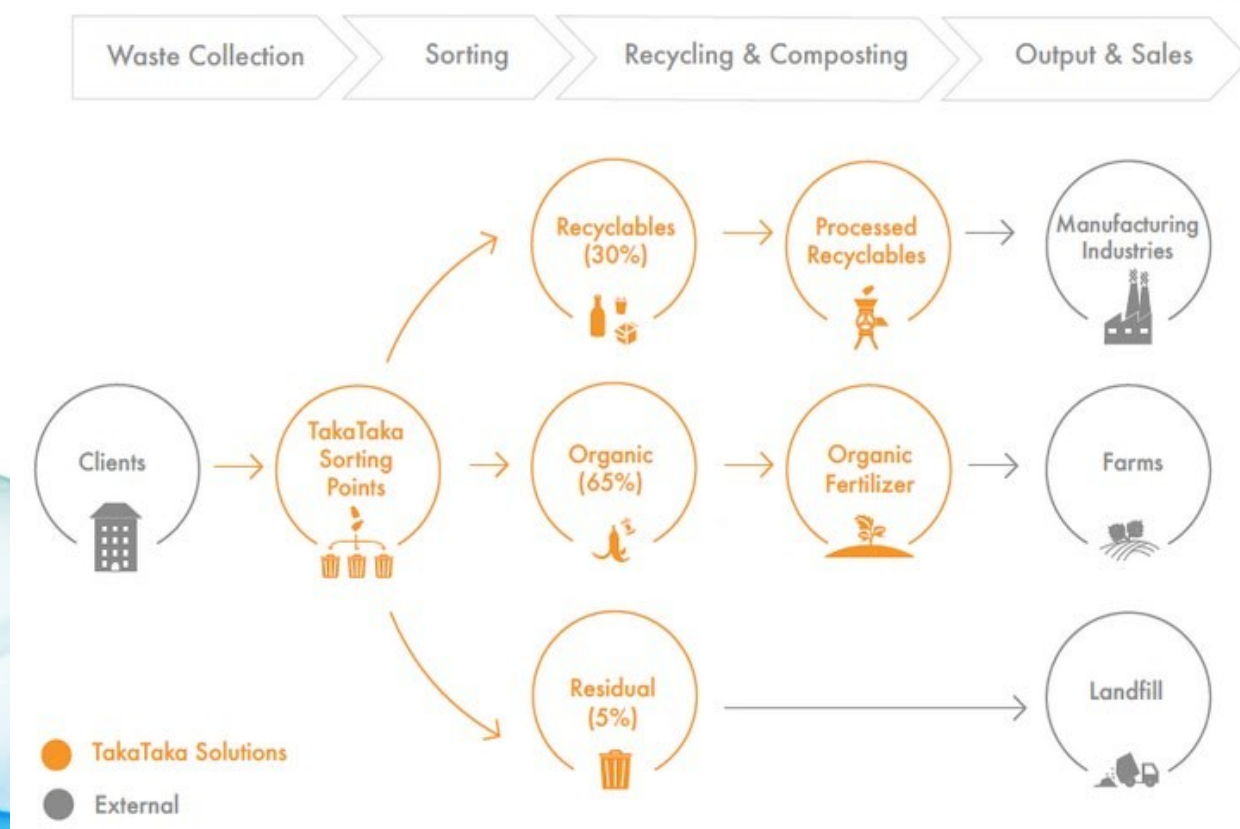 Waste Collection
Sorting
Recycling & Composting
Output & Sales
Recyclables
(30%)
Processed
Recyclables
Manufacturing
Industries
Clients
TakaTaka
Sorting
Points
Organic
(65%)
Organic
Fertilizer
Farms
Residual
(5%)
Landfill
TakaTaka Solutions
External